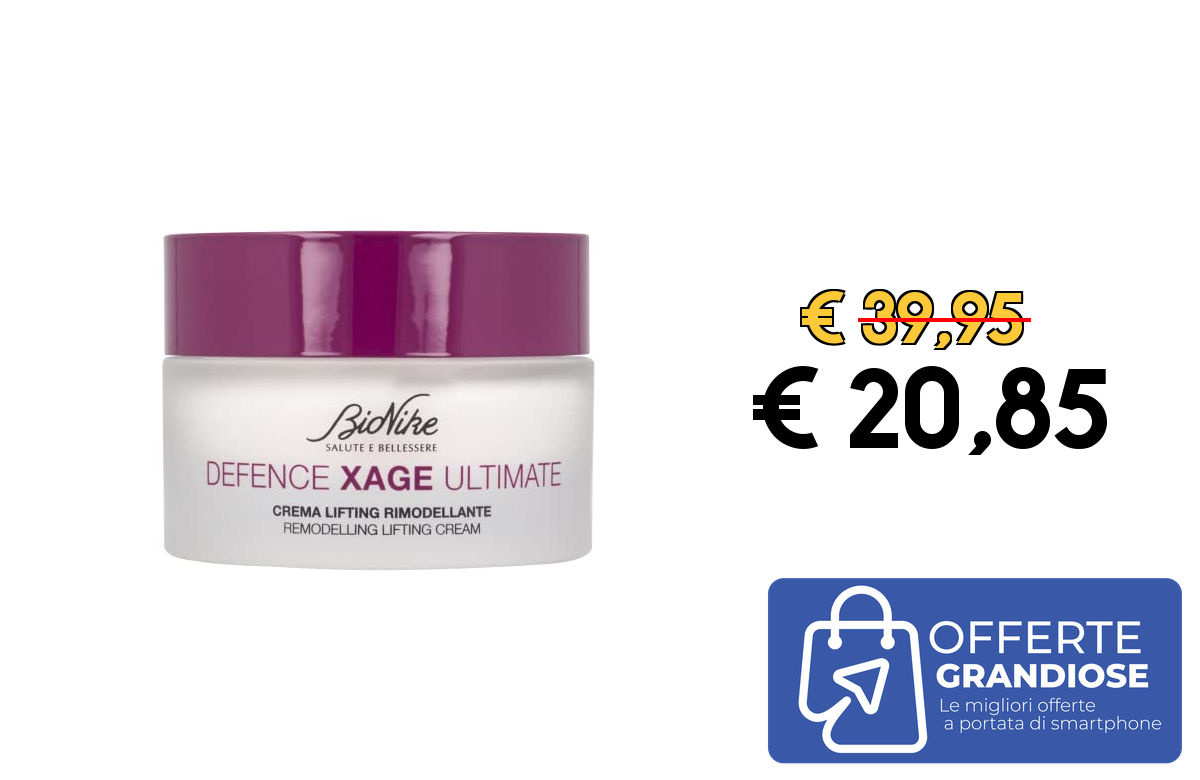 BioNike
SALUTE E BELLESSERE
DEFENCE XAGE ULTIMATE
CREMA LIFTING RIMODELLANTE
REMODELLING LIFTING CREAM
€ 39,95
€ 20,85
OFFERTE
GRANDIOSE
Le migliori offerte
a portata di smartphone